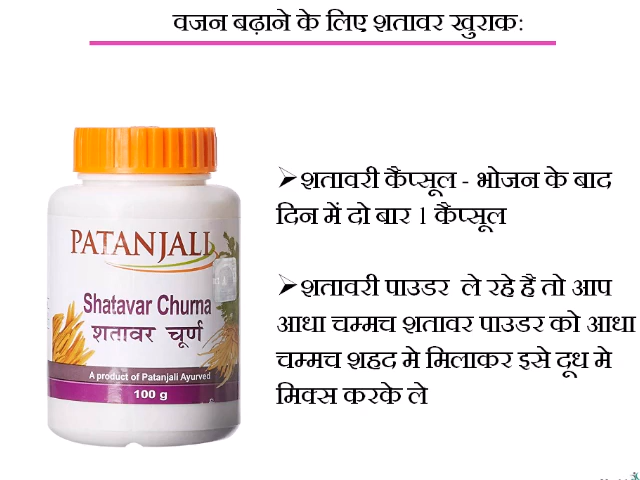 वजन बढ़ाने के लिए शतावर खुराक:
➢शतावरी कैप्सूल - भोजन के बाद
दिन में दो बार 1 कैप्सूल
➢शतावरी पाउडर ले रहे हैं तो आप
आधा चम्मच शतावर पाउडर को आधा
चम्मच शहद मे मिलाकर इसे दूध मे
मिक्स करके ले
PATANJALI
Shatavar Churna
शतावर चूर्ण
A product of Patanjali Ayurved
100 g